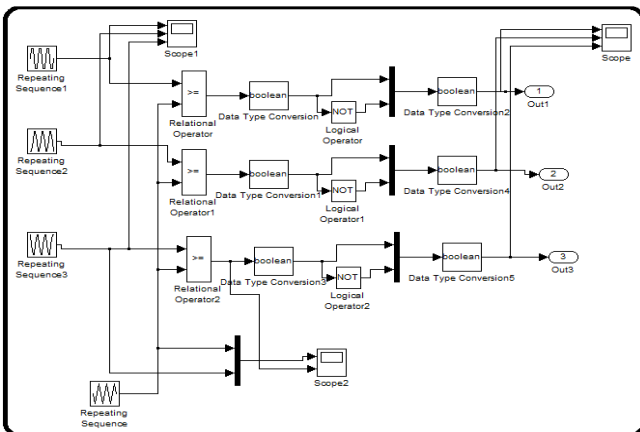 Scope1
Scope
Repeating
Sequence1
>=
Relational
Operator
boolean
Data Type Conversion
NOT
Logical
Operator
boolean
Data Type Conversion2
1
Out1
Repeating
Sequence2
>=
Relational
Operator1
boolean
Data Type Conversion1
NOT
Logical
Operator1
boolean
Data Type Conversion4
2
Out2
Repeating
Sequence3
>=
Relational
Operator2
boolean
Data Type Conversion3
NOT
Logical
Operator2
boolean
Data Type Conversion5
3
Out3
Scope2
Repeating
Sequence